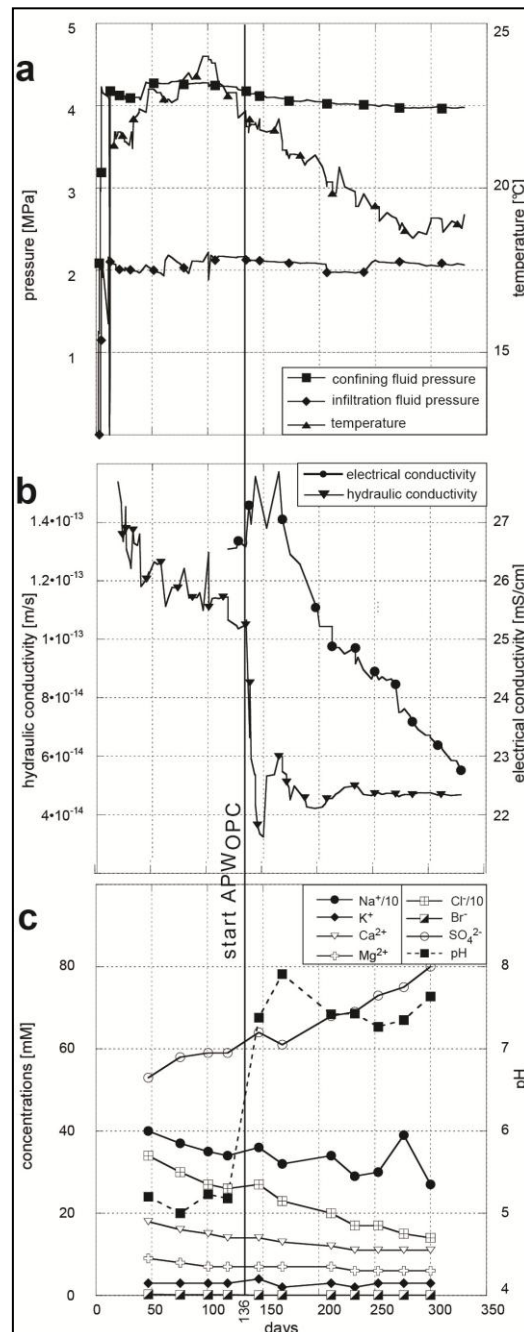 a
5
4
3
2
1
pressure [MPa]
25
20
15
temperature [°C]
confining fluid pressure
infiltration fluid pressure
temperature
b
electrical conductivity
hydraulic conductivity
1.4•10-13
1.2•10-13
1•10-13
8•10-14
6•10-14
4•10-14
hydraulic conductivity [m/s]
27
26
25
24
23
22
electrical conductivity [mS/cm]
start APWOPC
c
Na+/10
K+
Ca2+
Mg2+
Cl-/10
Br-
SO42-
pH
80
60
40
20
0
concentrations [mM]
8
7
6
5
4
pH
0
50
100
136
150
200
250
300
350
days